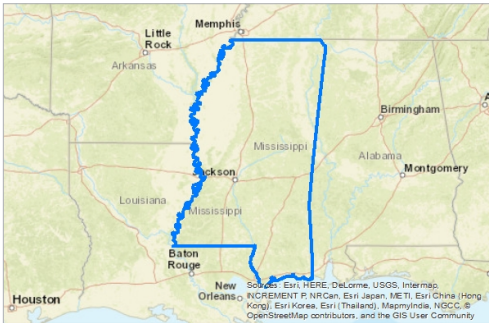 Memphis
Little
Rock
Arkansas
Birmingham
Mississippi
Alabama
Jackson
Montgomery
Louisiana
Mississippi
Baton
Rouge
New
Orleans
Houston
Sources: Esri, HERE, DeLorme, USGS, Intermap,
INCREMENT P, NRCan, Esri Japan, METI, Esri China (Hong
Kong), Esri Korea, Esri (Thailand), MapmyIndia, NGCC, ©
OpenStreetMap contributors, and the GIS User Community